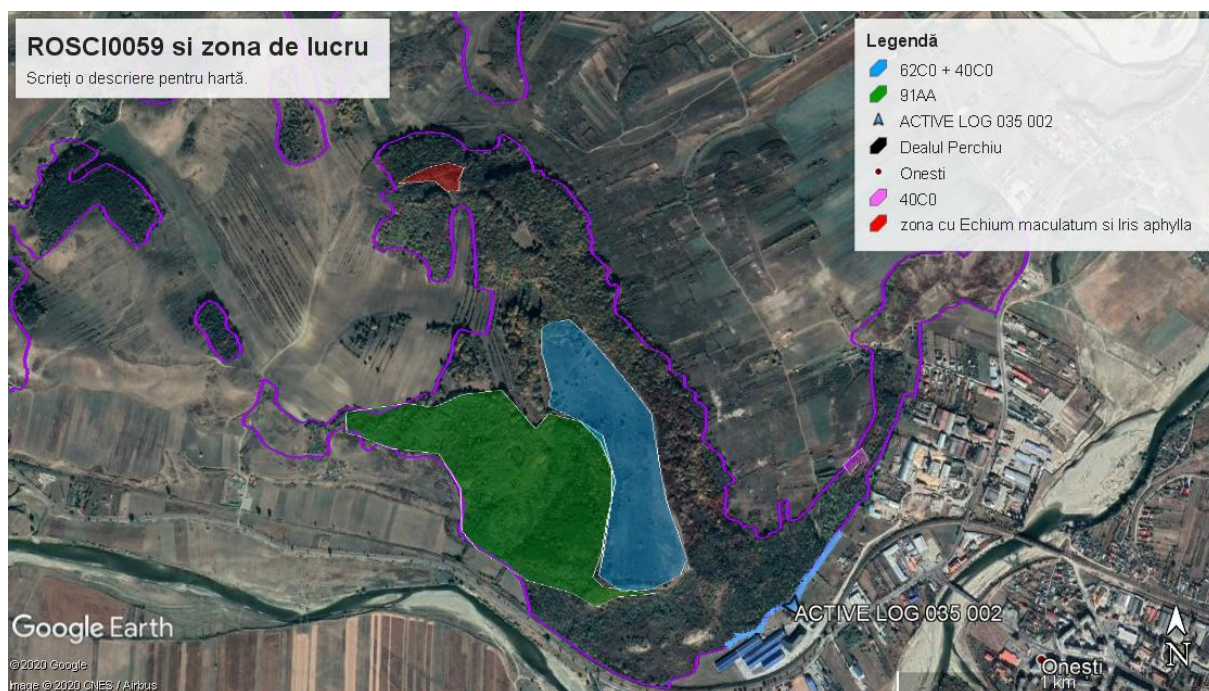 ROSCI0059 si zona de lucru
Scrieți o descriere pentru hartă.
Legendă
62C0 + 40C0
91AA
ACTIVE LOG 035 002
Dealul Perchiu
Onesti
40C0
zona cu Echium maculatum si Iris aphylla
ACTIVE LOG 035 002
Google Earth
N
Onesti
1 km
©2020 Google
Image © 2020 CNES / Airbus